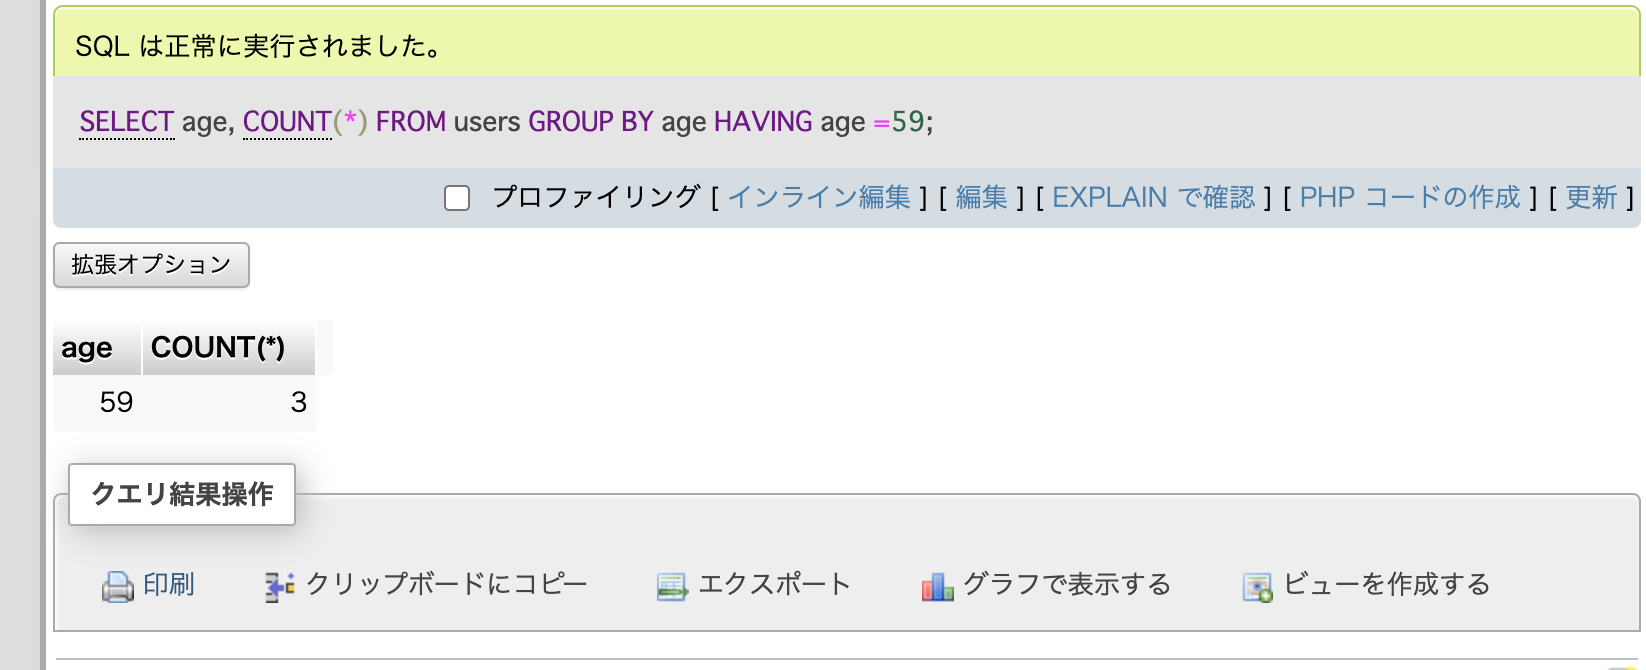 SQL は正常に実行されました。
SELECT age, COUNT(*) FROM users GROUP BY age HAVING age =59;
プロファイリング [ インライン編集 ] [ 編集 ] [ EXPLAIN で確認 ] [ PHP コードの作成 ] [ 更新 ]
拡張オプション
age COUNT(*)
59 3
クエリ結果操作
印刷 クリップボードにコピー エクスポート グラフで表示する ビューを作成する